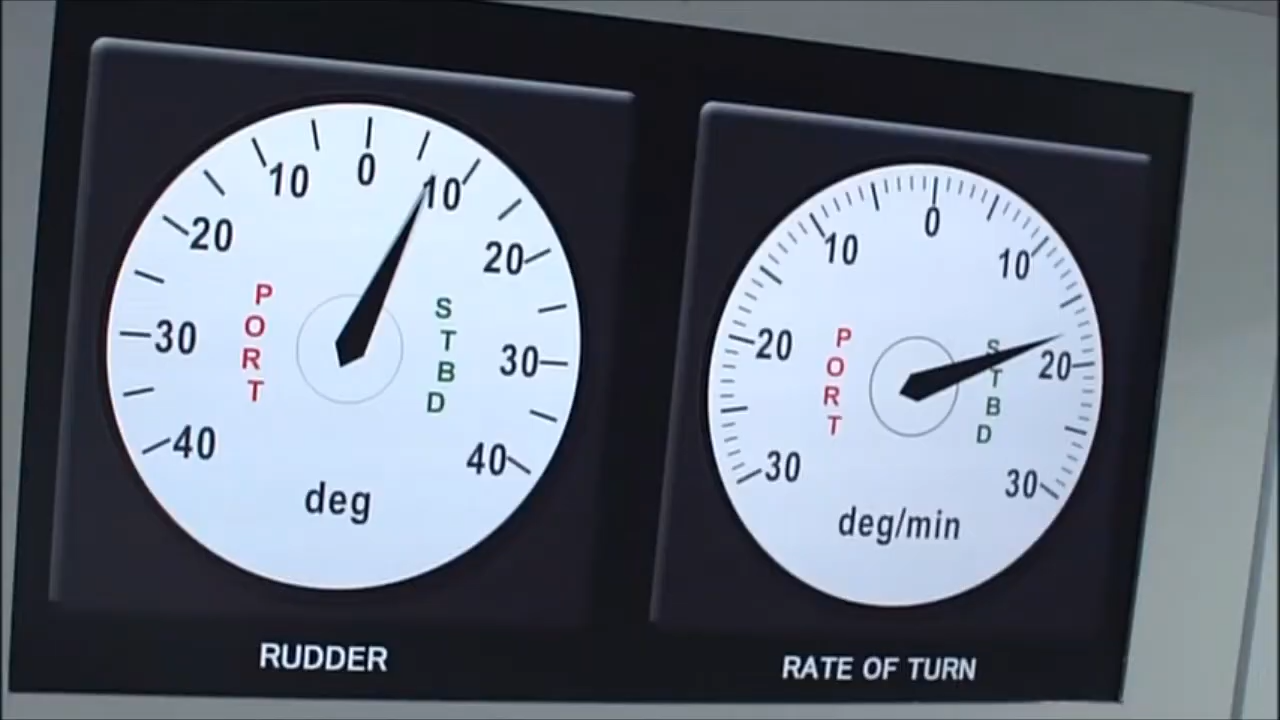 10 0 10
20 20
PORT
STBD
30 30
40 40
deg
RUDDER
0
10 10
20 20
PORT
STBD
30 30
deg/min
RATE OF TURN